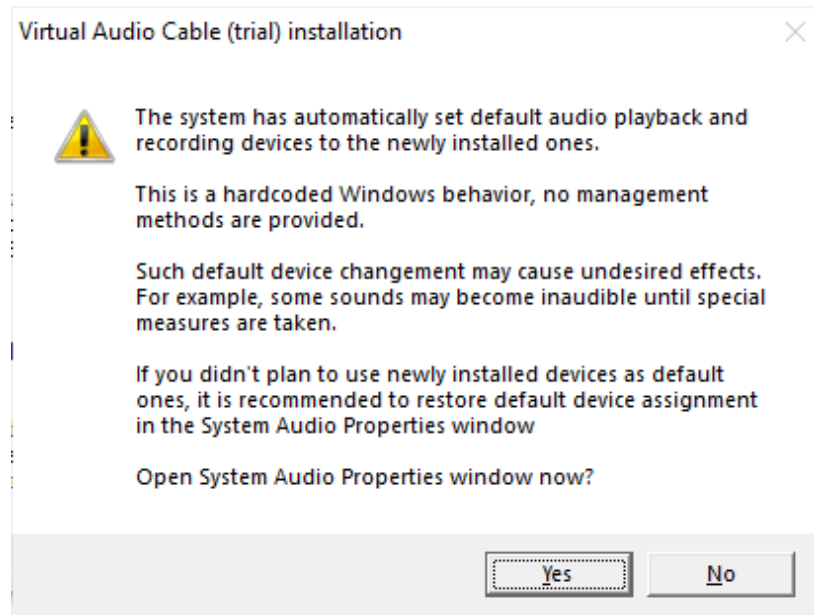 Virtual Audio Cable (trial) installation
The system has automatically set default audio playback and
recording devices to the newly installed ones.
This is a hardcoded Windows behavior, no management
methods are provided.
Such default device changement may cause undesired effects.
For example, some sounds may become inaudible until special
measures are taken.
If you didn't plan to use newly installed devices as default
ones, it is recommended to restore default device assignment
in the System Audio Properties window
Open System Audio Properties window now?
Yes No